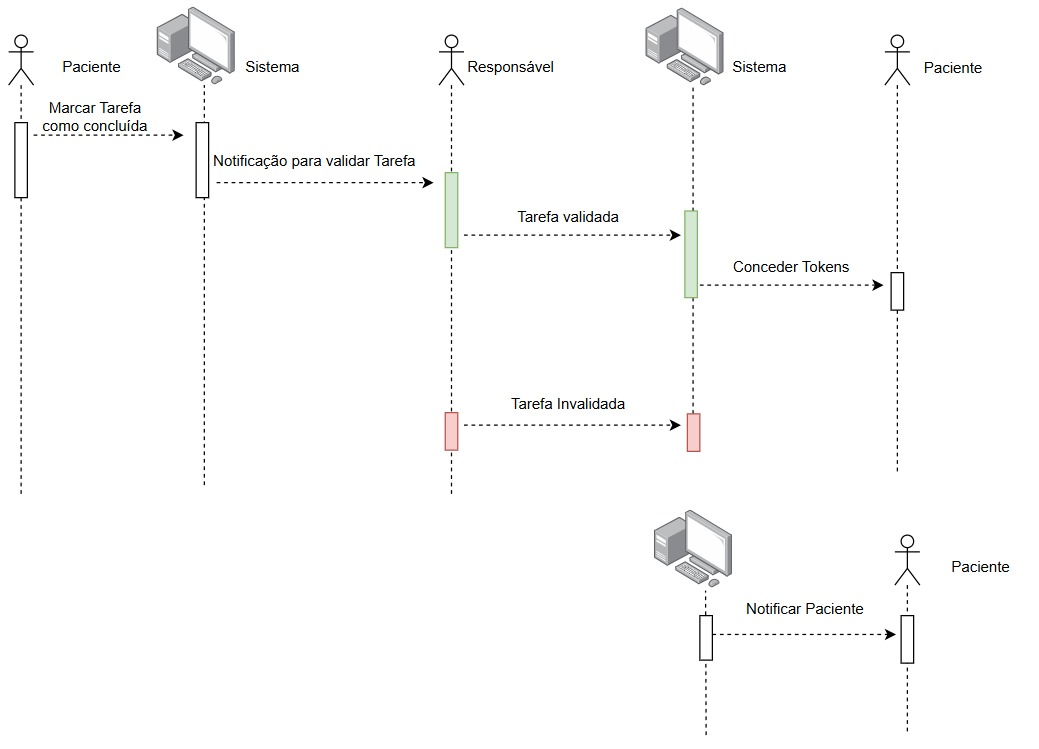 Paciente
Sistema
Responsável
Sistema
Paciente
Marcar Tarefa
como concluída
Notificação para validar Tarefa
Tarefa validada
Conceder Tokens
Tarefa Invalidada
Paciente
Notificar Paciente